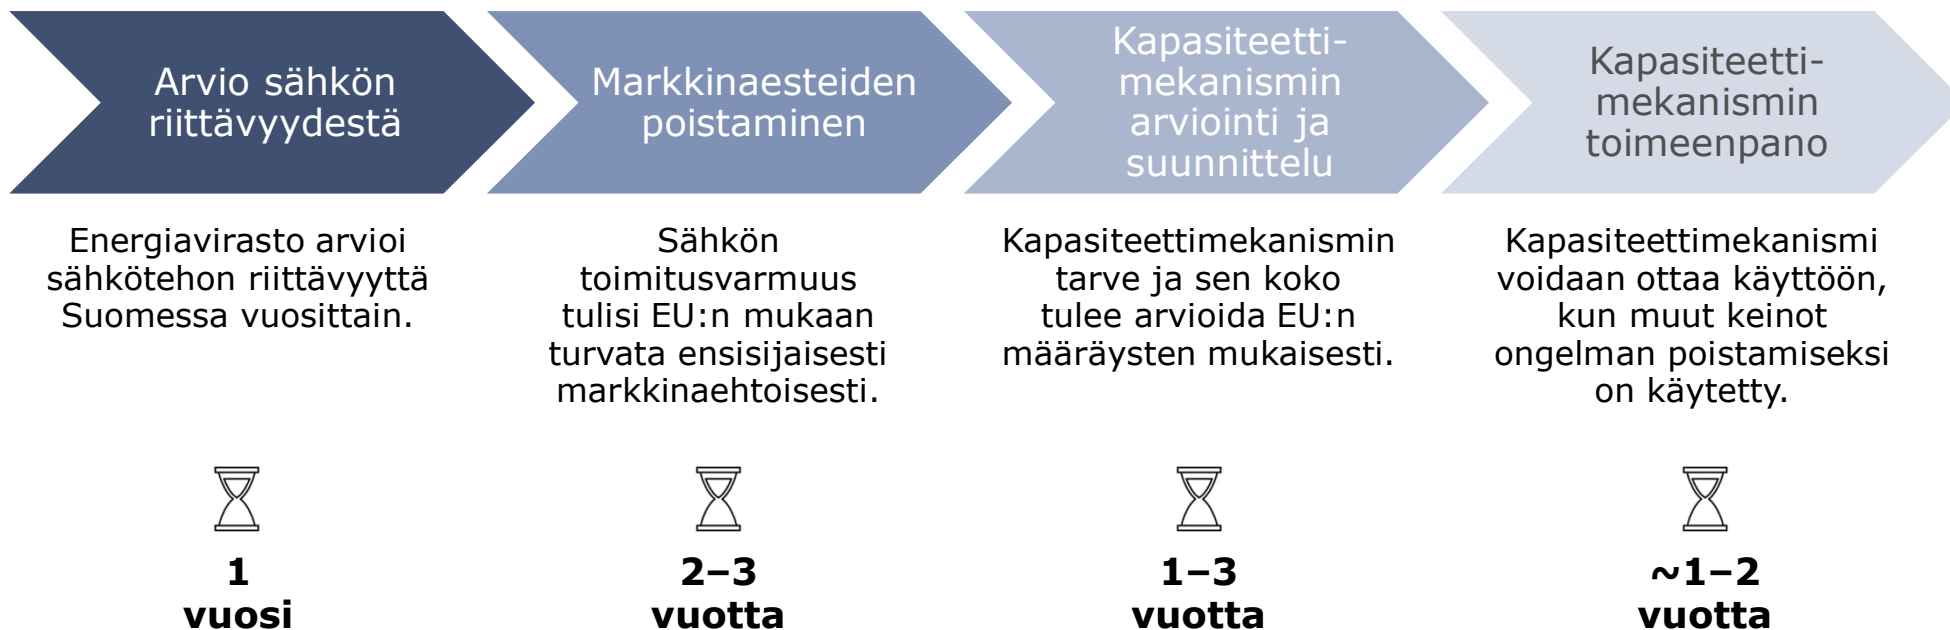 Arvio sähkön
riittävyydestä
Markkinaesteiden
poistaminen
Kapasiteetti-
mekanismin
arviointi ja
suunnittelu
Kapasiteetti-
mekanismin
toimeenpano
Energiavirasto arvioi
sähkötehon riittävyyttä
Suomessa vuosittain.
Sähkön
toimitusvarmuus
tulisi EU:n mukaan
turvata ensisijaisesti
markkinaehtoisesti.
Kapasiteettimekanismin
tarve ja sen koko
tulee arvioida EU:n
määräysten mukaisesti.
Kapasiteettimekanismi
voidaan ottaa käyttöön,
kun muut keinot
ongelman poistamiseksi
on käytetty.
1
vuosi
2–3
vuotta
1–3
vuotta
~1–2
vuotta